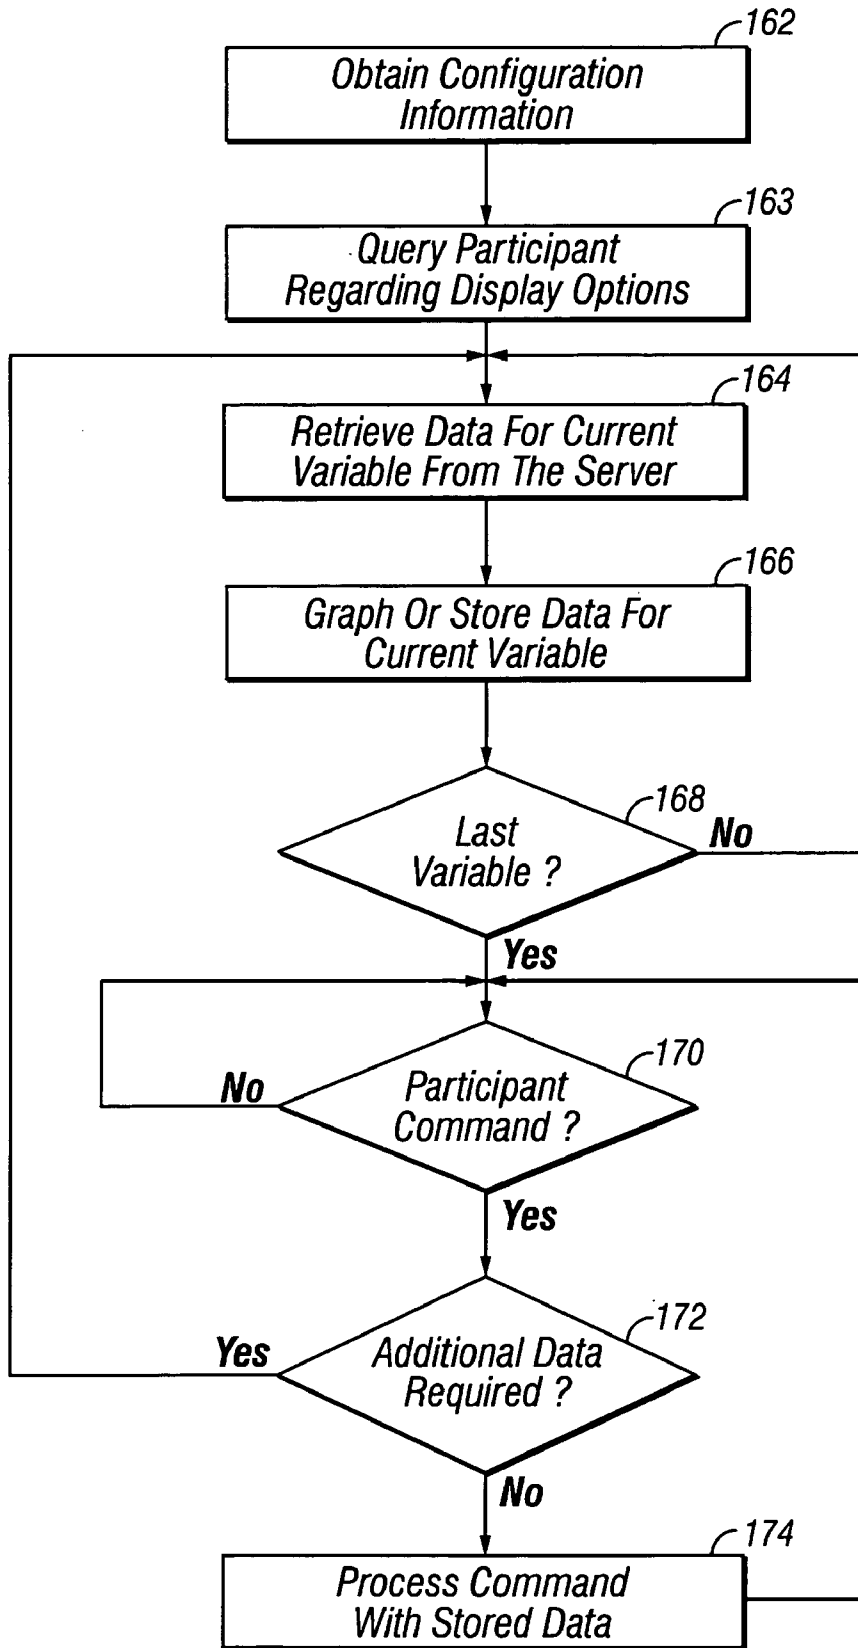 162
Obtain Configuration
Information
163
Query Participant
Regarding Display Options
164
Retrieve Data For Current
Variable From The Server
166
Graph Or Store Data For
Current Variable
168
Last
Variable ?
No
Yes
170
Participant
Command ?
No
Yes
172
Additional Data
Required ?
Yes
No
174
Process Command
With Stored Data